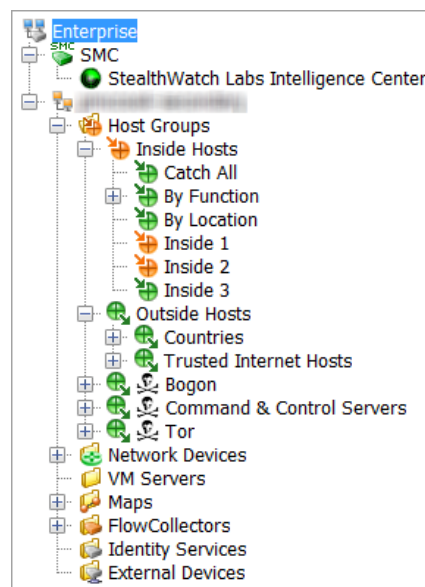 Enterprise
SMC
SMC
StealthWatch Labs Intelligence Center
Host Groups
Inside Hosts
Catch All
By Function
By Location
Inside 1
Inside 2
Inside 3
Outside Hosts
Countries
Trusted Internet Hosts
Bogon
Command & Control Servers
Tor
Network Devices
VM Servers
Maps
FlowCollectors
Identity Services
External Devices